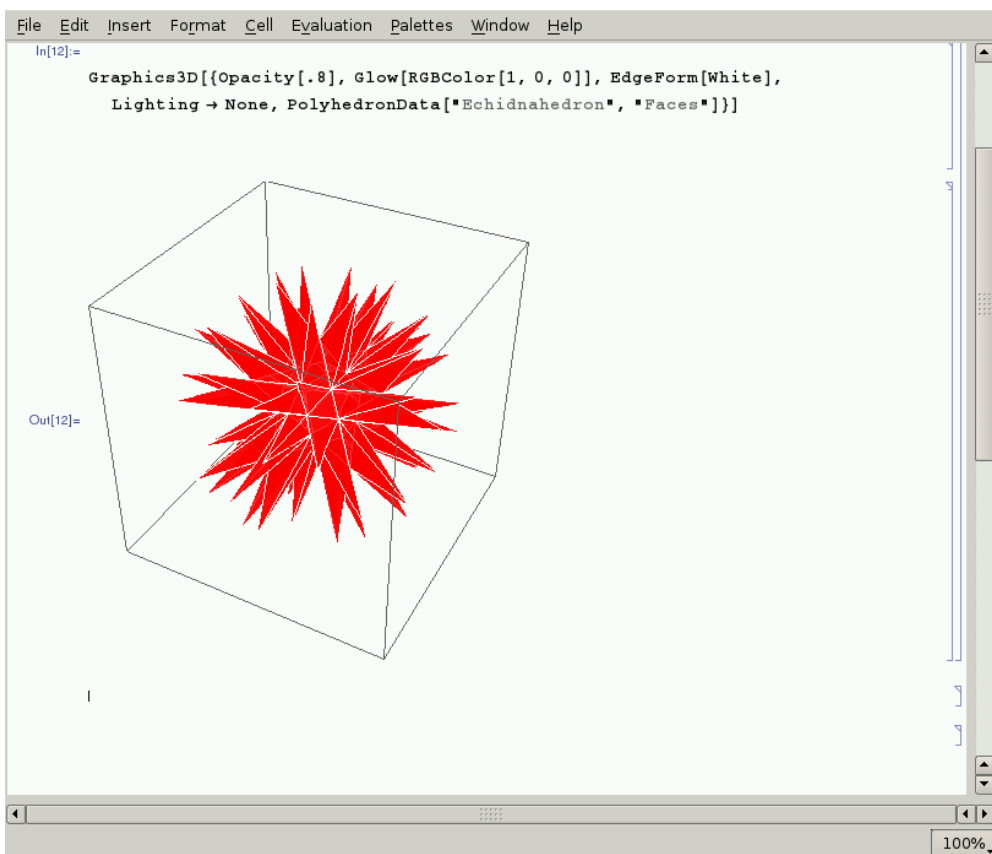 File Edit Insert Format Cell Evaluation Palettes Window Help
In[12]:=
Graphics3D[{Opacity[.8], Glow[RGBColor[1, 0, 0]], EdgeForm[White],
Lighting → None, PolyhedronData["Echidnahedron", "Faces"]}]
Out[12]=
100%